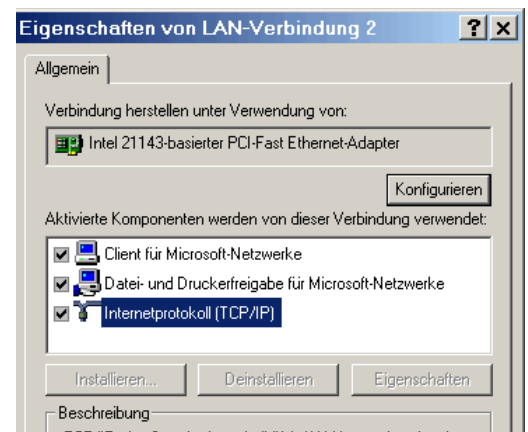 Eigenschaften von LAN-Verbindung 2
Allgemein
Verbindung herstellen unter Verwendung von:
Intel 21143-basierter PCI-Fast Ethernet-Adapter
Konfigurieren
Aktivierte Komponenten werden von dieser Verbindung verwendet:
Client für Microsoft-Netzwerke
Datei- und Druckerfreigabe für Microsoft-Netzwerke
Internetprotokoll (TCP/IP)
Installieren... Deinstallieren Eigenschaften
Beschreibung